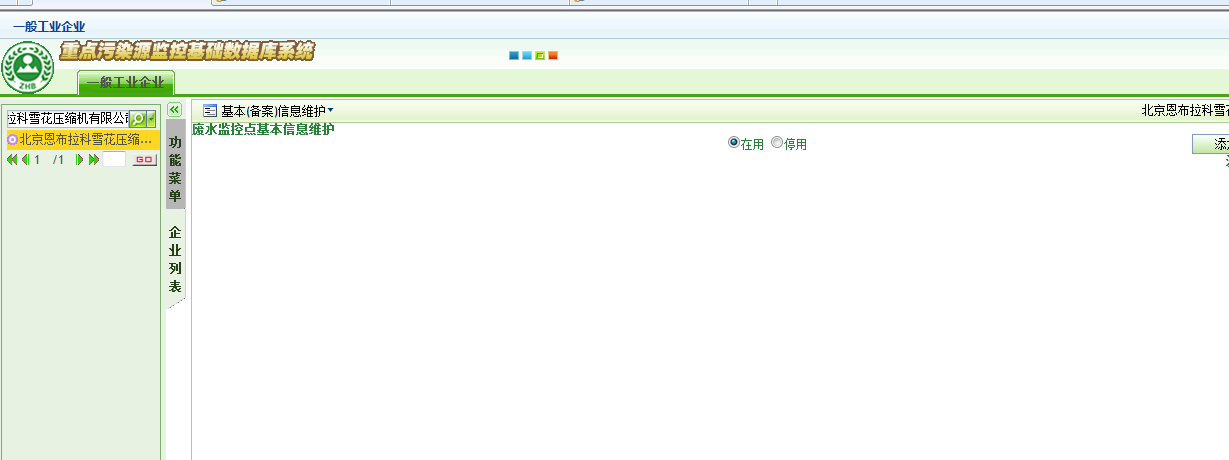 一般工业企业
重点污染源监控基础数据库系统
ZHB
一般工业企业
拉科雪花压缩机有限公司
北京恩布拉科雪花压缩...
1 /1 GO
功能菜单
企业列表
基本(备案)信息维护
北京恩布拉科雪花
废水监控点基本信息维护
在用 停用
添加